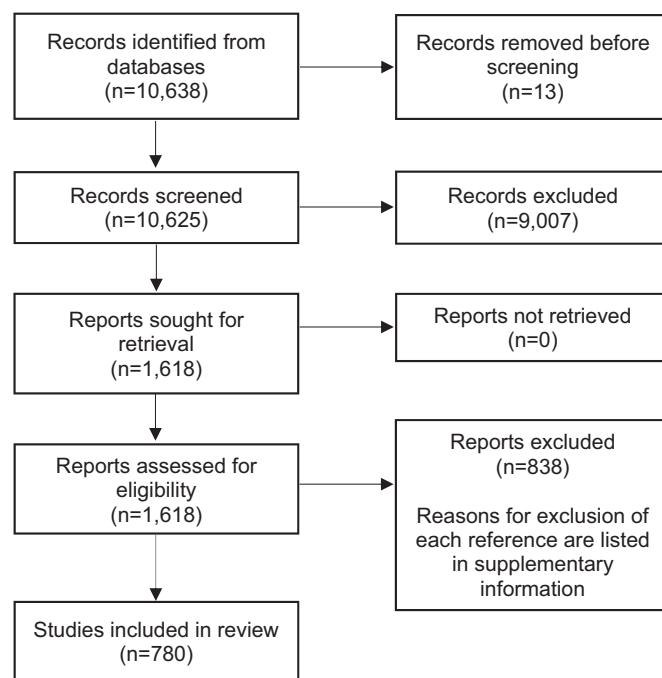 Records identified from
databases
(n=10,638)
Records removed before
screening
(n=13)
Records screened
(n=10,625)
Records excluded
(n=9,007)
Reports sought for
retrieval
(n=1,618)
Reports not retrieved
(n=0)
Reports assessed for
eligibility
(n=1,618)
Reports excluded
(n=838)
Reasons for exclusion of
each reference are listed
in supplementary
information
Studies included in review
(n=780)